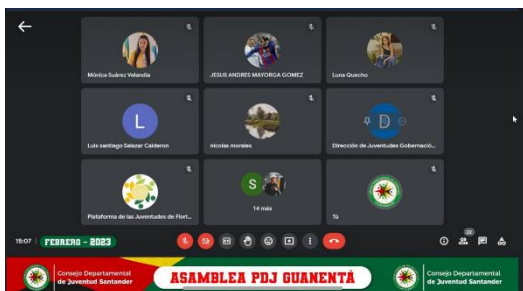 Mónica Suárez Velandia
JESUS ANDRES MAYORGA GOMEZ
Luna Quecho
L
Luis santiago Salazar Calderon
nicolas morales
D
Dirección de Juventudes Gobernació...
Plataforma de las Juventudes de Flori...
S
14 más
Tú
15:07
FEBRERO - 2023
22
Consejo Departamental
de Juventud Santander
ASAMBLEA PDJ GUANENTÁ
Consejo Departamental
de Juventud Santander